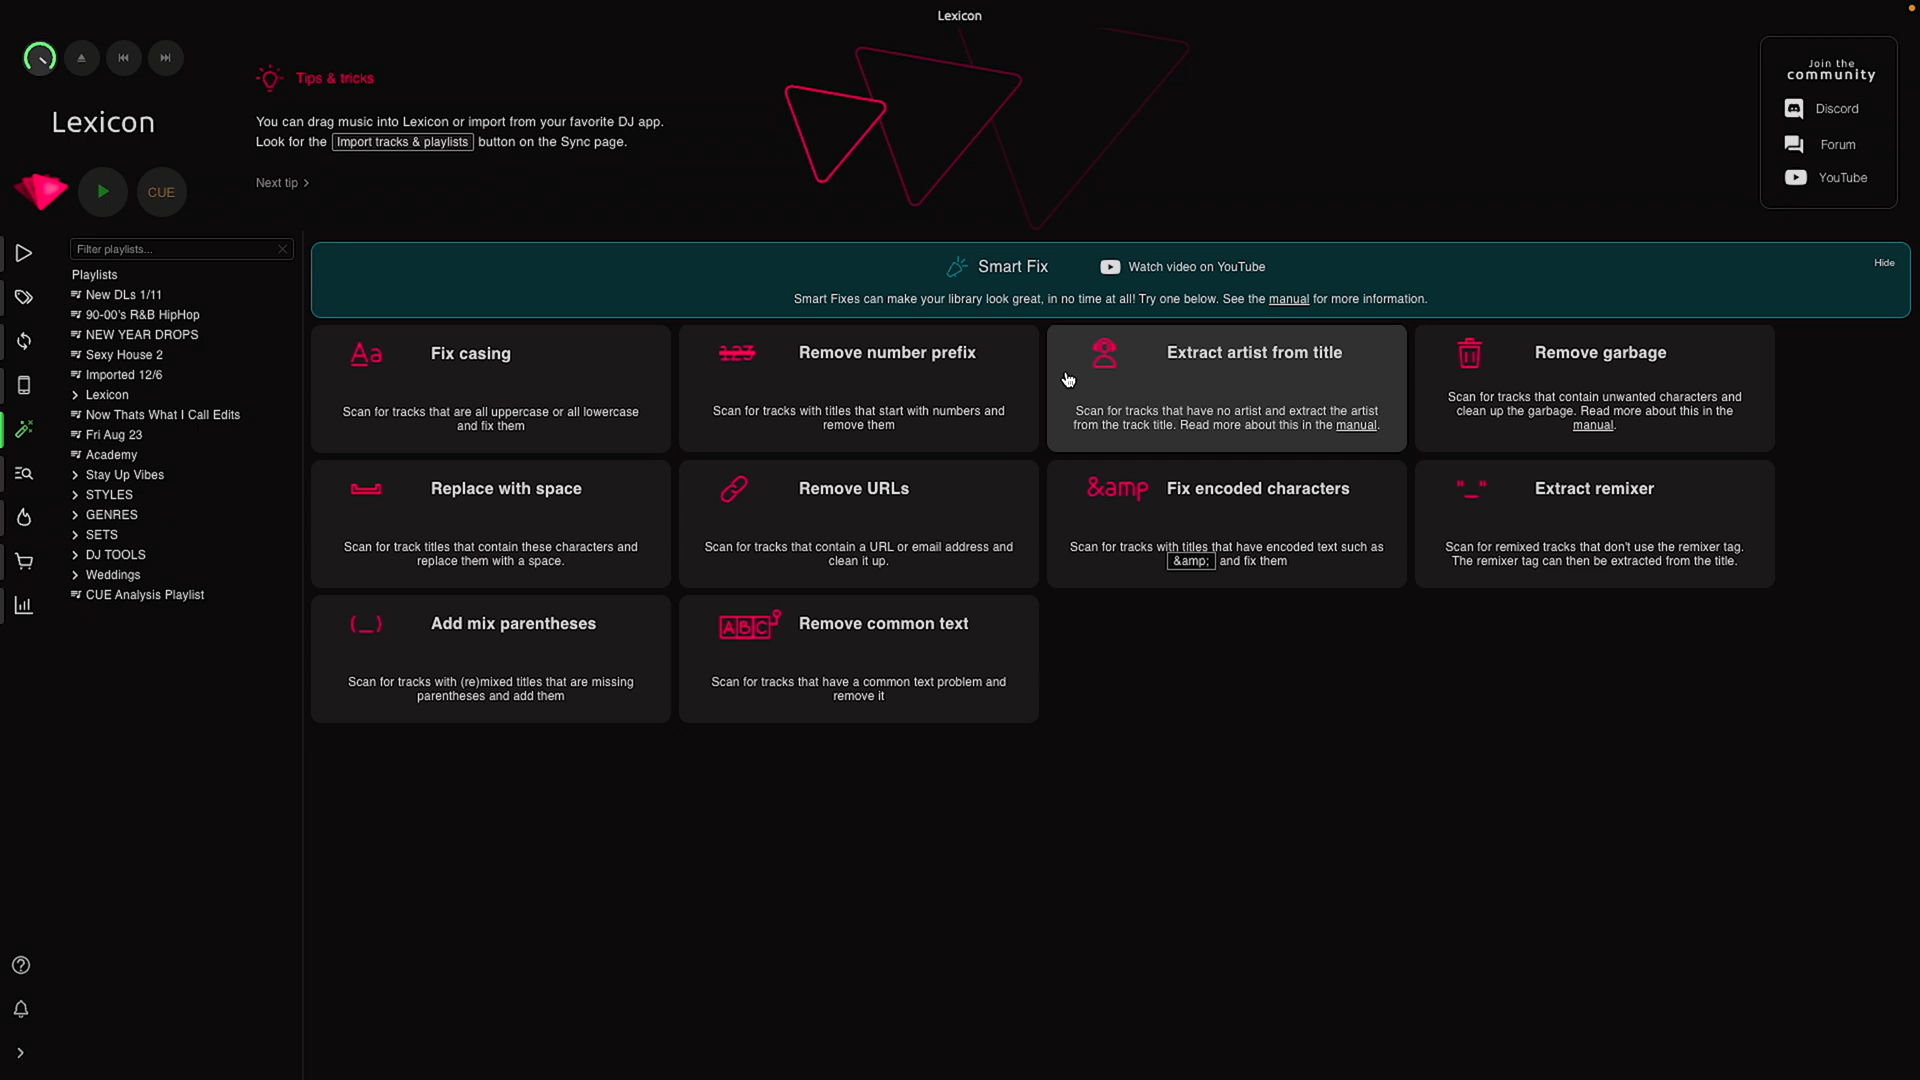 Lexicon
Tips & tricks
Lexicon
You can drag music into Lexicon or import from your favorite DJ app.
Look for the Import tracks & playlists button on the Sync page.
Next tip >
CUE
Join the
community
Discord
Forum
YouTube
Filter playlists...
Playlists
New DLs 1/11
90-00's R&B HipHop
NEW YEAR DROPS
Sexy House 2
Imported 12/6
Lexicon
Now Thats What I Call Edits
Fri Aug 23
Academy
Stay Up Vibes
STYLES
GENRES
SETS
DJ TOOLS
Weddings
CUE Analysis Playlist
Smart Fix
Watch video on YouTube
Hide
Smart Fixes can make your library look great, in no time at all! Try one below. See the manual for more information.
Aa
Fix casing
Scan for tracks that are all uppercase or all lowercase
and fix them
123
Remove number prefix
Scan for tracks with titles that start with numbers and
remove them
Extract artist from title
Scan for tracks that have no artist and extract the artist
from the track title. Read more about this in the manual.
Remove garbage
Scan for tracks that contain unwanted characters and
clean up the garbage. Read more about this in the
manual.
Replace with space
Scan for track titles that contain these characters and
replace them with a space.
Remove URLs
Scan for tracks that contain a URL or email address and
clean it up.
&amp
Fix encoded characters
Scan for tracks with titles that have encoded text such as
&amp; and fix them
"_"
Extract remixer
Scan for remixed tracks that don't use the remixer tag.
The remixer tag can then be extracted from the title.
(_)
Add mix parentheses
Scan for tracks with (re)mixed titles that are missing
parentheses and add them
ABC
Remove common text
Scan for tracks that have a common text problem and
remove it